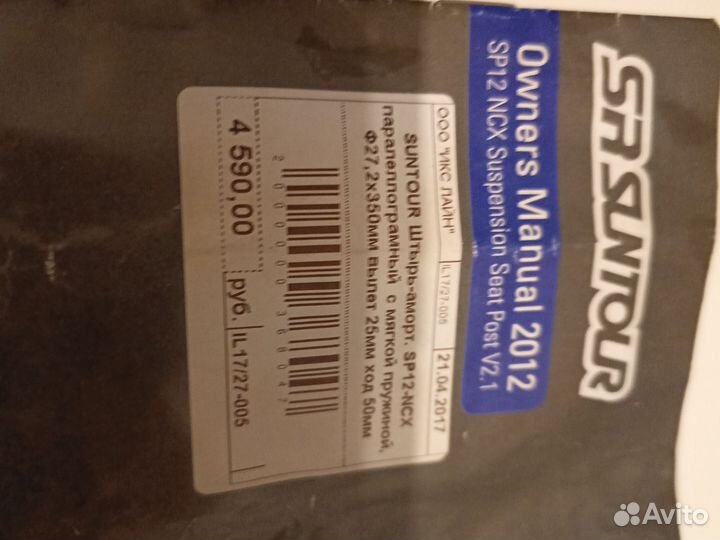 SR SUNTOUR
Owners Manual 2012
SP12 NCX Suspension Seat Post V2.1
ООО "ИКС ЛАЙН" IL17/27-005 21.04.2017
SUNTOUR Штырь-аморт. SP12-NCX
паралеллограмный с мягкой пружиной,
Ф27,2х350мм вылет 25мм ход 50мм
2000000368047
4 590,00 руб. IL17/27-005
Avito